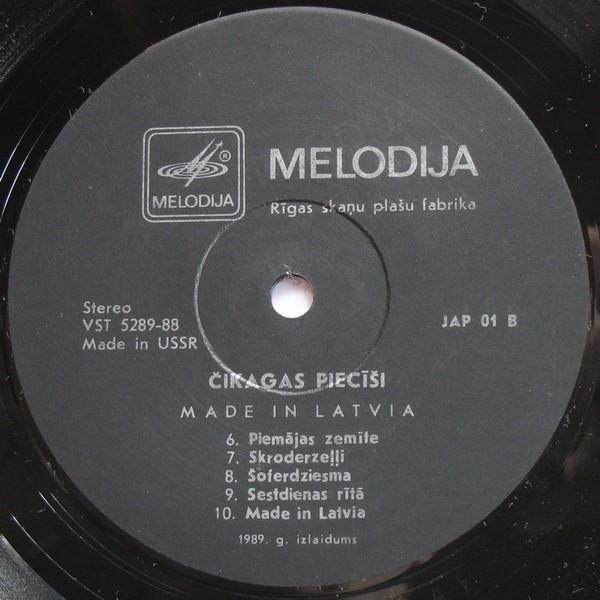 MELODIJA
®
MELODIJA
Rīgas skaņu plašu fabrika
Stereo
VST 5289-88
Made in USSR
JAP 01 B
ČIKAGAS PIECĪŠI
MADE IN LATVIA
6. Piemājas zemīte
7. Skroderzeļļi
8. Šoferdziesma
9. Sestdienas rītā
10. Made in Latvia
1989. g. izlaidums